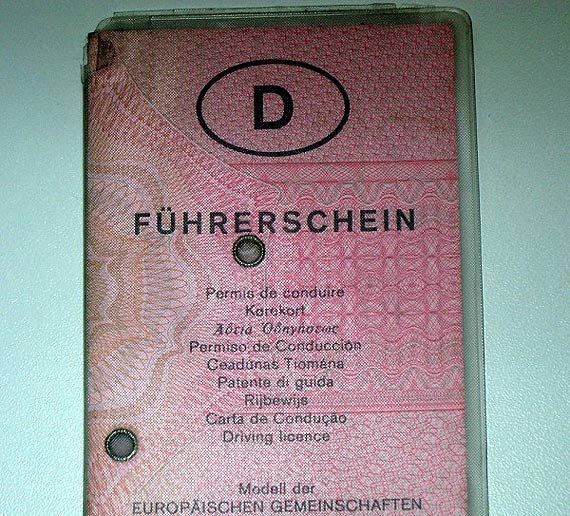 D
FÜHRERSCHEIN
Permis de conduire
Kørekort
Άδεια Όδηγήσεως
Permiso de Conducción
Ceadúnas Tiomána
Patente di guida
Rijbewijs
Carta de Condução
Driving licence
Modell der
EUROPÄISCHEN GEMEINSCHAFTEN